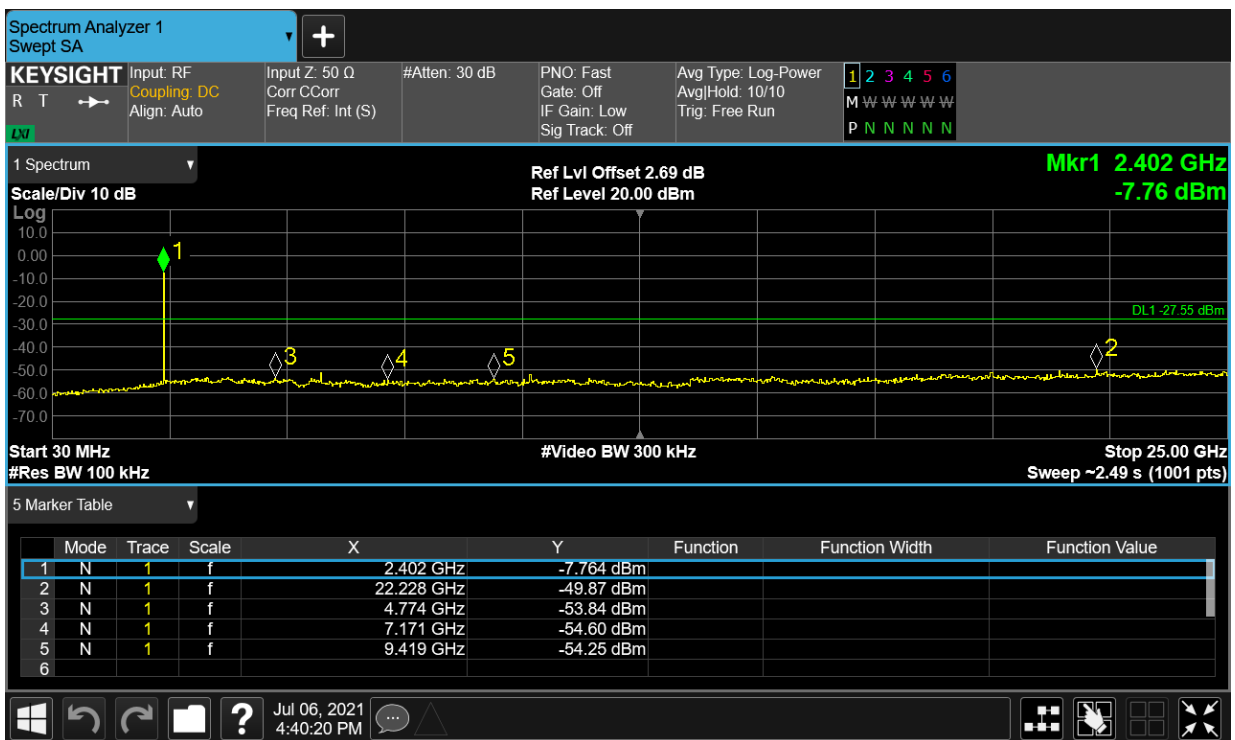 Spectrum Analyzer 1
Swept SA
+
KEYSIGHT
R T
LXI
Input: RF
Coupling: DC
Align: Auto
Input Z: 50 Ω
Corr CCorr
Freq Ref: Int (S)
#Atten: 30 dB
PNO: Fast
Gate: Off
IF Gain: Low
Sig Track: Off
Avg Type: Log-Power
Avg|Hold: 10/10
Trig: Free Run
1 2 3 4 5 6
M W W W W W
P N N N N N
1 Spectrum
Scale/Div 10 dB
Ref Lvl Offset 2.69 dB
Ref Level 20.00 dBm
Mkr1 2.402 GHz
-7.76 dBm
Log
10.0
0.00
-10.0
-20.0
-30.0
-40.0
-50.0
-60.0
-70.0
1
3
4
5
2
DL1 -27.55 dBm
Start 30 MHz
#Video BW 300 kHz
Stop 25.00 GHz
#Res BW 100 kHz
Sweep ~2.49 s (1001 pts)
5 Marker Table
Mode Trace Scale X Y Function Function Width Function Value
1 N 1 f 2.402 GHz -7.764 dBm
2 N 1 f 22.228 GHz -49.87 dBm
3 N 1 f 4.774 GHz -53.84 dBm
4 N 1 f 7.171 GHz -54.60 dBm
5 N 1 f 9.419 GHz -54.25 dBm
6
?
Jul 06, 2021
4:40:20 PM